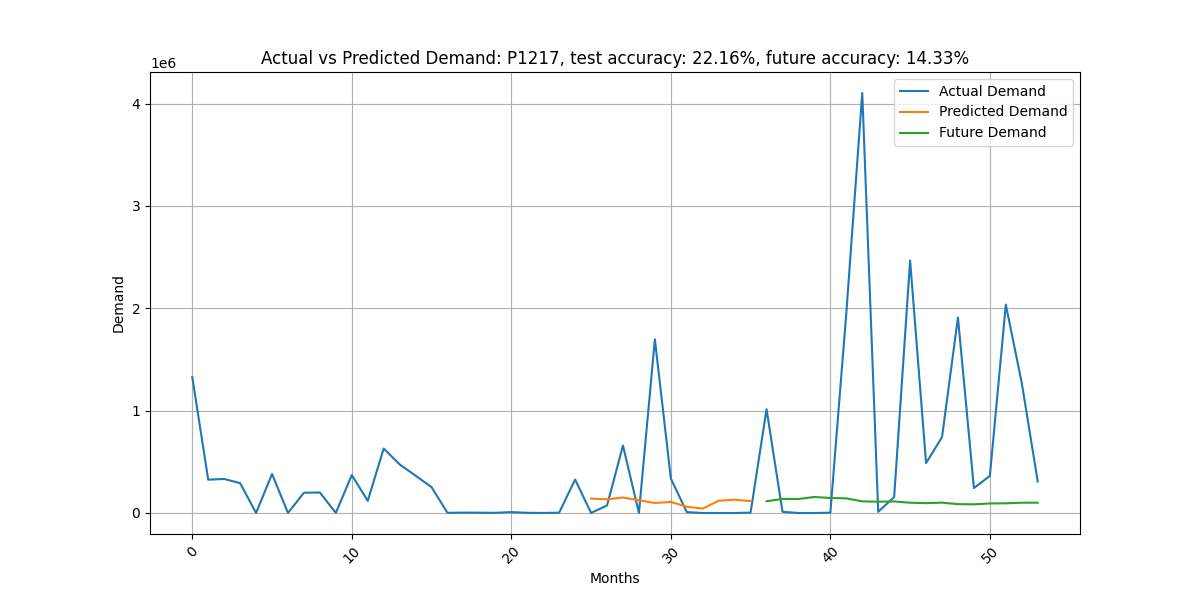 Actual vs Predicted Demand: P1217, test accuracy: 22.16%, future accuracy: 14.33%
1e6
Actual Demand
Predicted Demand
Future Demand
4
3
2
1
0
Demand
0
10
20
30
40
50
Months